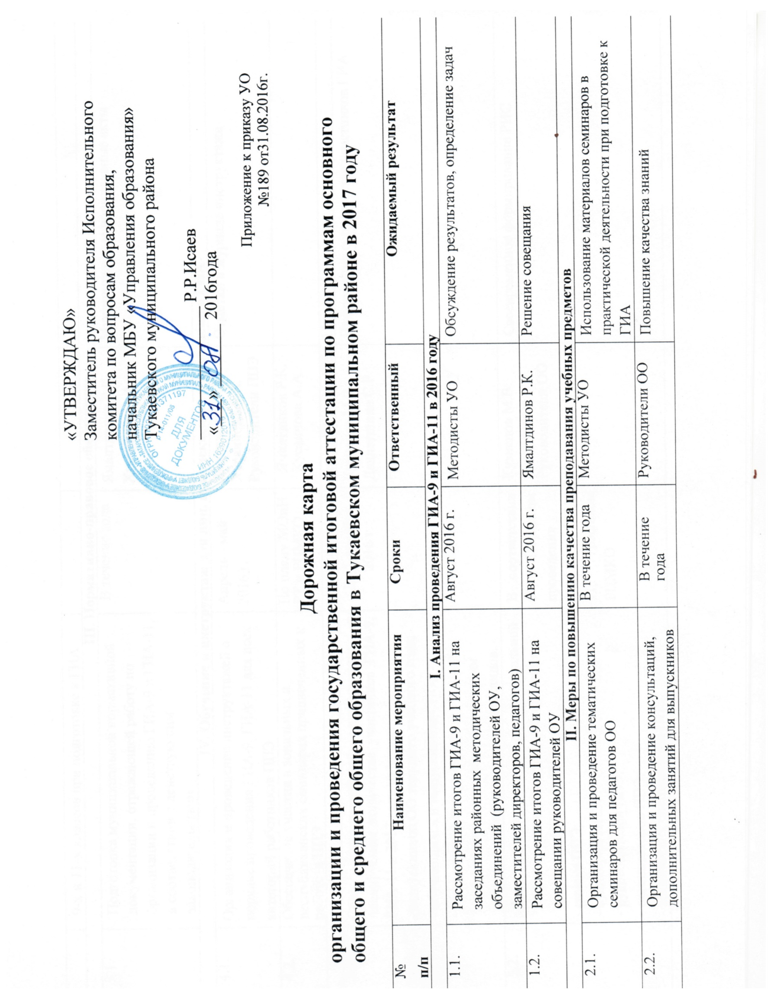 «УТВЕРЖДАЮ»
Заместитель руководителя Исполнительного
комитета по вопросам образования,
начальник МБУ «Управления образования»
Тукаевского муниципального района
Р.Р.Исаев
«31» 08 2016года
ДЛЯ
ДОКУМЕНТОВ
ИНН 1639012016
Приложение к приказу УО
№189 от31.08.2016г.
Дорожная карта
организации и проведения государственной итоговой аттестации по программам основного
общего и среднего общего образования в Тукаевском муниципальном районе в 2017 году
№
п/п
Наименование мероприятия
Сроки
Ответственный
Ожидаемый результат
I. Анализ проведения ГИА-9 и ГИА-11 в 2016 году
1.1.
Рассмотрение итогов ГИА-9 и ГИА-11 на
заседаниях районных методических
объединений (руководителей ОУ,
заместителей директоров, педагогов)
Август 2016 г.
Методисты УО
Обсуждение результатов, определение задач
1.2.
Рассмотрение итогов ГИА-9 и ГИА-11 на
совещании руководителей ОУ
Август 2016 г.
Ямалтдинов Р.К.
Решение совещания
II. Меры по повышению качества преподавания учебных предметов
2.1.
Организация и проведение тематических
семинаров для педагогов ОО
В течение года
Методисты УО
Использование материалов семинаров в
практической деятельности при подготовке к
ГИА
2.2.
Организация и проведение консультаций,
дополнительных занятий для выпускников
В течение
года
Руководители ОО
Повышение качества знаний